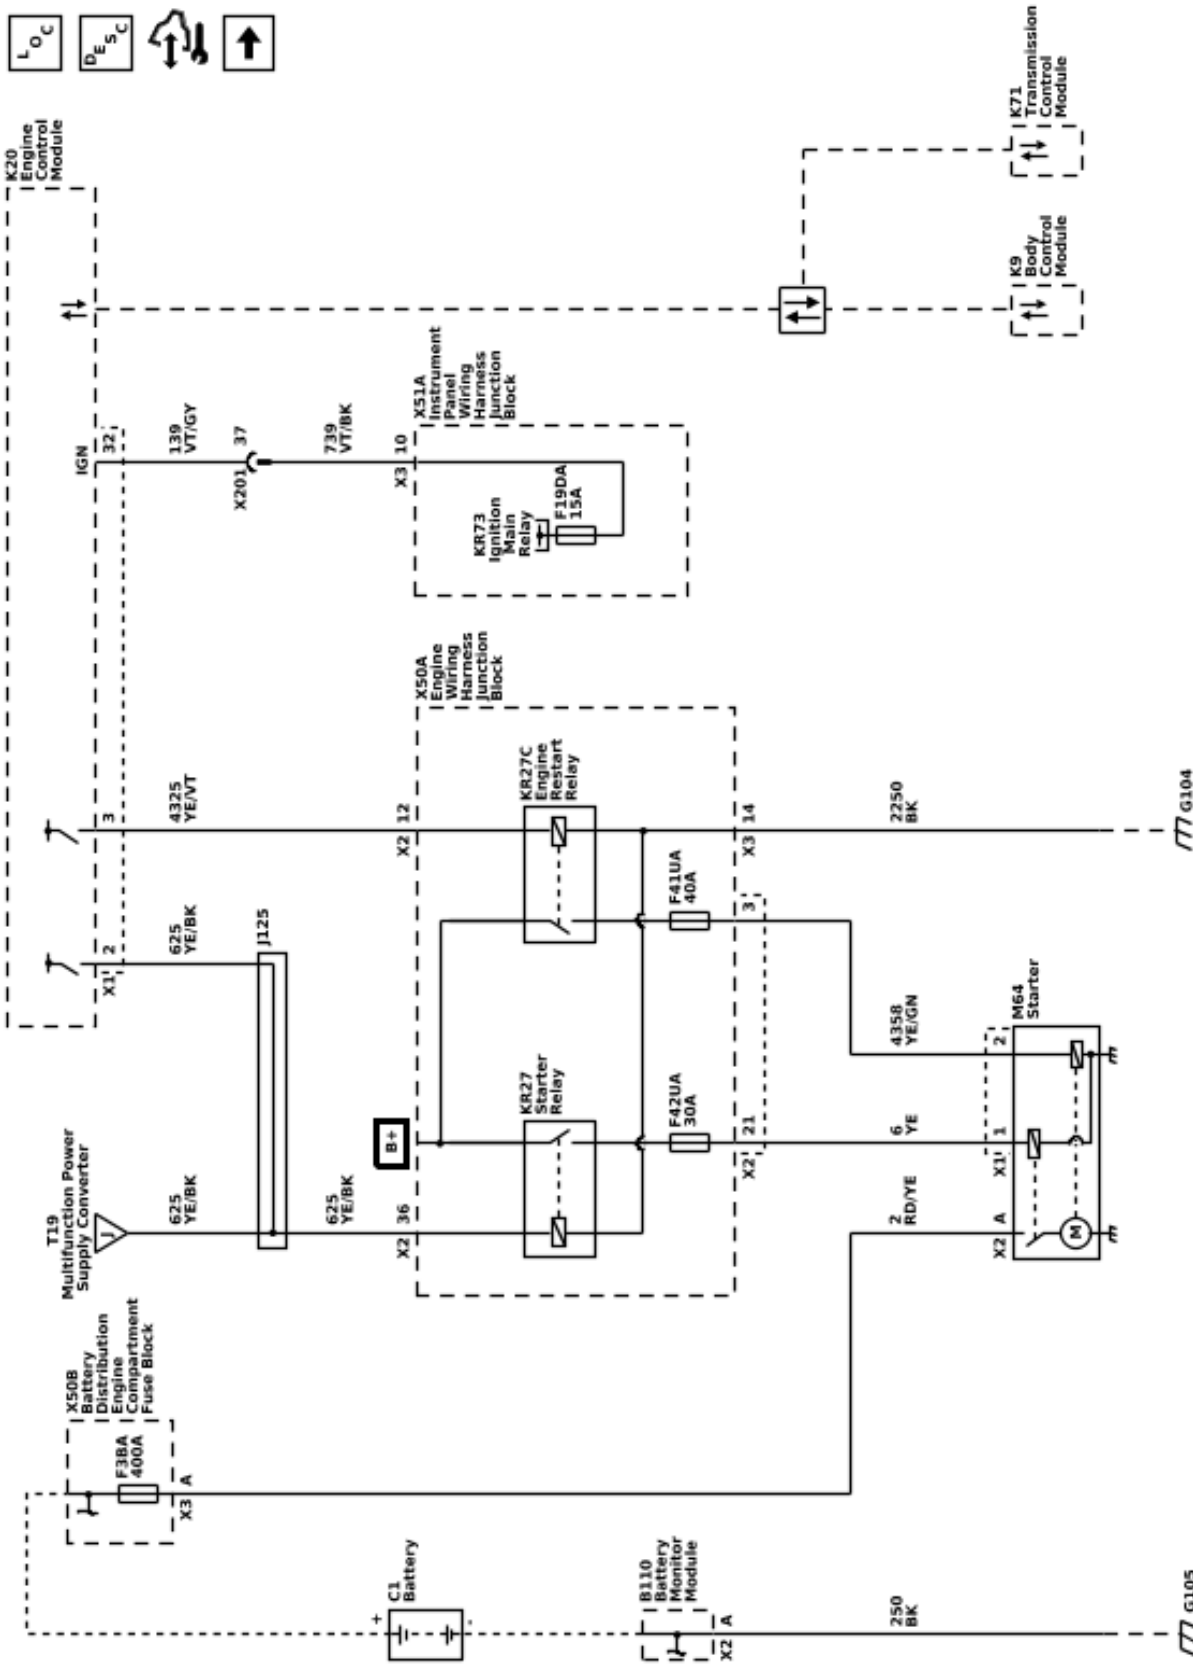 L O C
D E S C
K20
Engine
Control
Module
K71
Transmission
Control
Module
K9
Body
Control
Module
IGN
32
139
VT/GY
X201
37
739
VT/BK
X3
10
X51A
Instrument
Panel
Wiring
Harness
Junction
Block
KR73
Ignition
Main
Relay
F19DA
15A
3
4325
YE/VT
X2
12
X50A
Engine
Wiring
Harness
Junction
Block
KR27C
Engine
Restart
Relay
X3
14
2250
BK
G104
X1
2
625
YE/BK
J125
F41UA
40A
3
4358
YE/GN
M64
Starter
2
T19
Multifunction Power
Supply Converter
J
625
YE/BK
625
YE/BK
X2
36
B+
KR27
Starter
Relay
F42UA
30A
X2
21
6
YE
X1
1
2
RD/YE
X2
A
M
X50B
Battery
Distribution
Engine
Compartment
Fuse Block
F3BA
400A
X3
A
C1
Battery
+
-
B110
Battery
Monitor
Module
X2
A
250
BK
G105